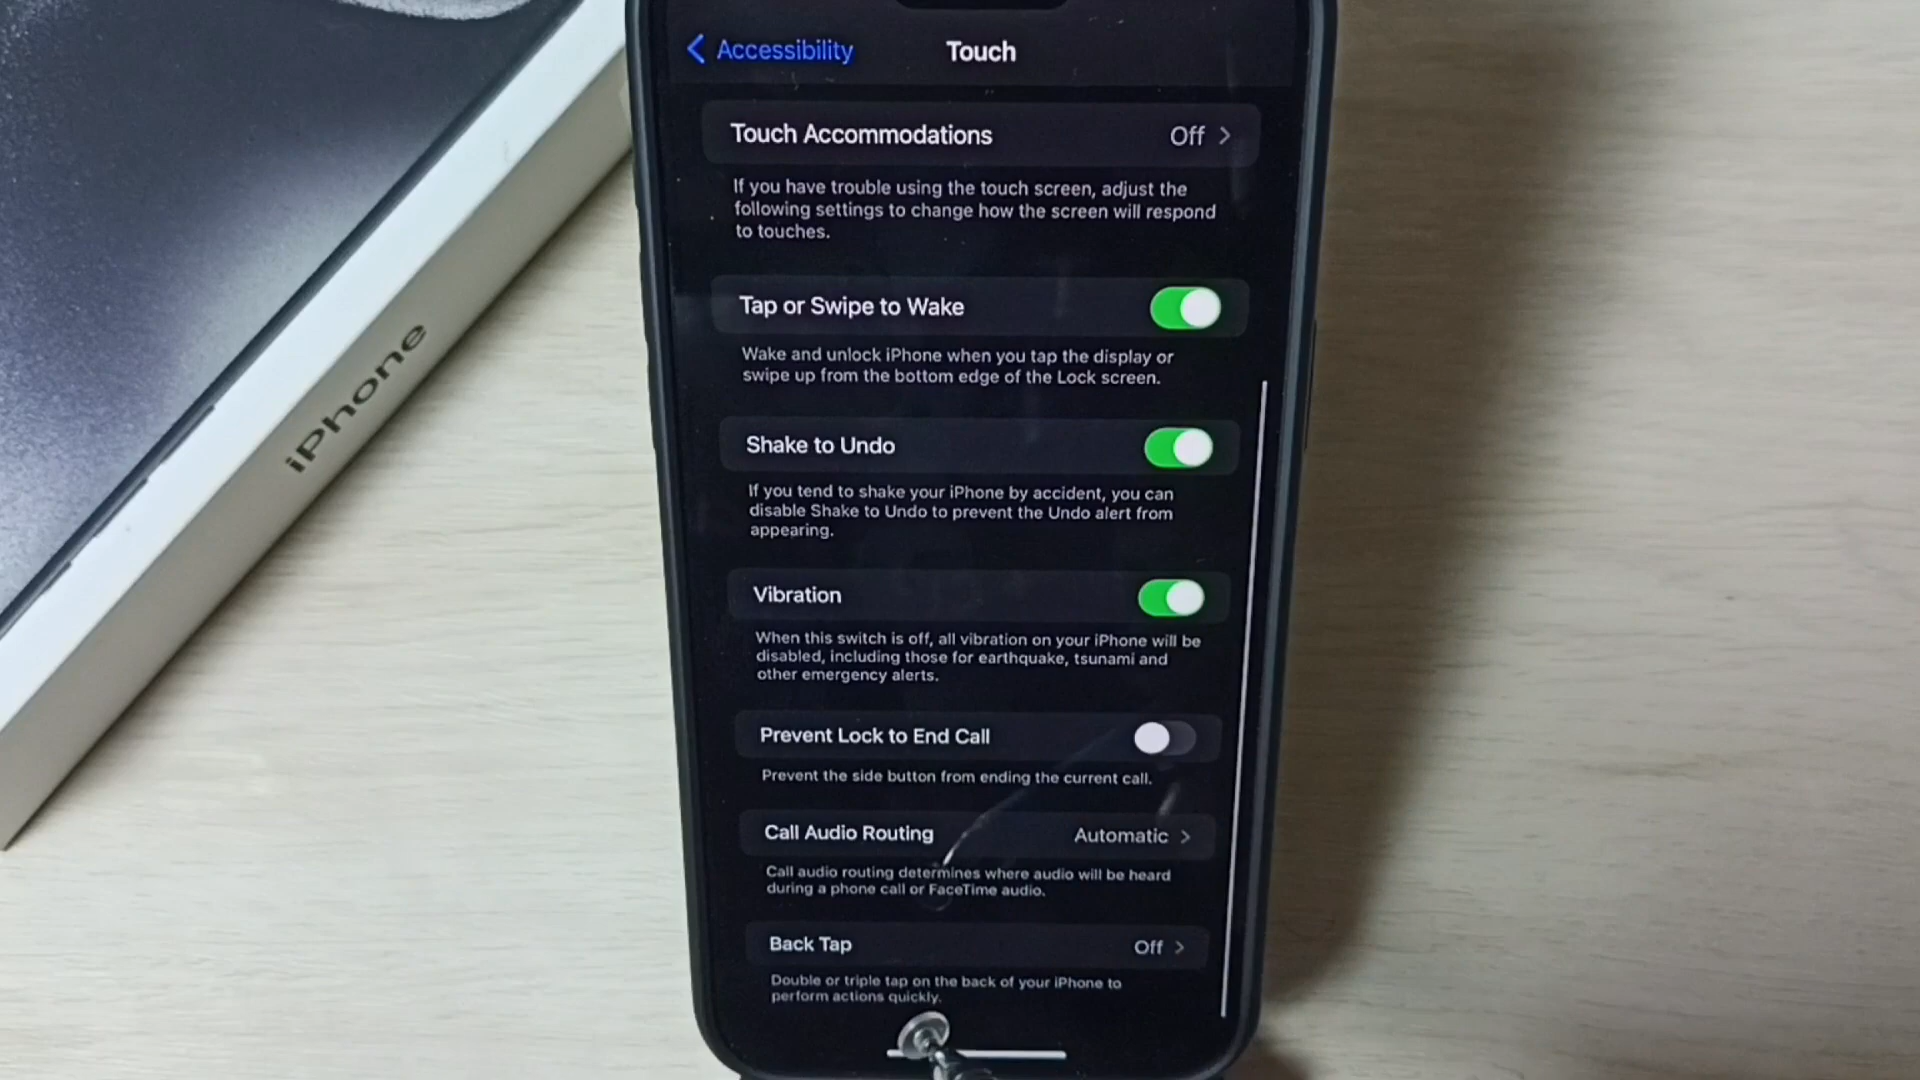 Accessibility
Touch
Touch Accommodations
Off
If you have trouble using the touch screen, adjust the
following settings to change how the screen will respond
to touches.
Tap or Swipe to Wake
Wake and unlock iPhone when you tap the display or
swipe up from the bottom edge of the Lock screen.
Shake to Undo
If you tend to shake your iPhone by accident, you can
disable Shake to Undo to prevent the Undo alert from
appearing.
Vibration
When this switch is off, all vibration on your iPhone will be
disabled, including those for earthquake, tsunami and
other emergency alerts.
Prevent Lock to End Call
Prevent the side button from ending the current call.
Call Audio Routing
Automatic
Call audio routing determines where audio will be heard
during a phone call or FaceTime audio.
Back Tap
Off
Double or triple tap on the back of your iPhone to
perform actions quickly.
iPhone